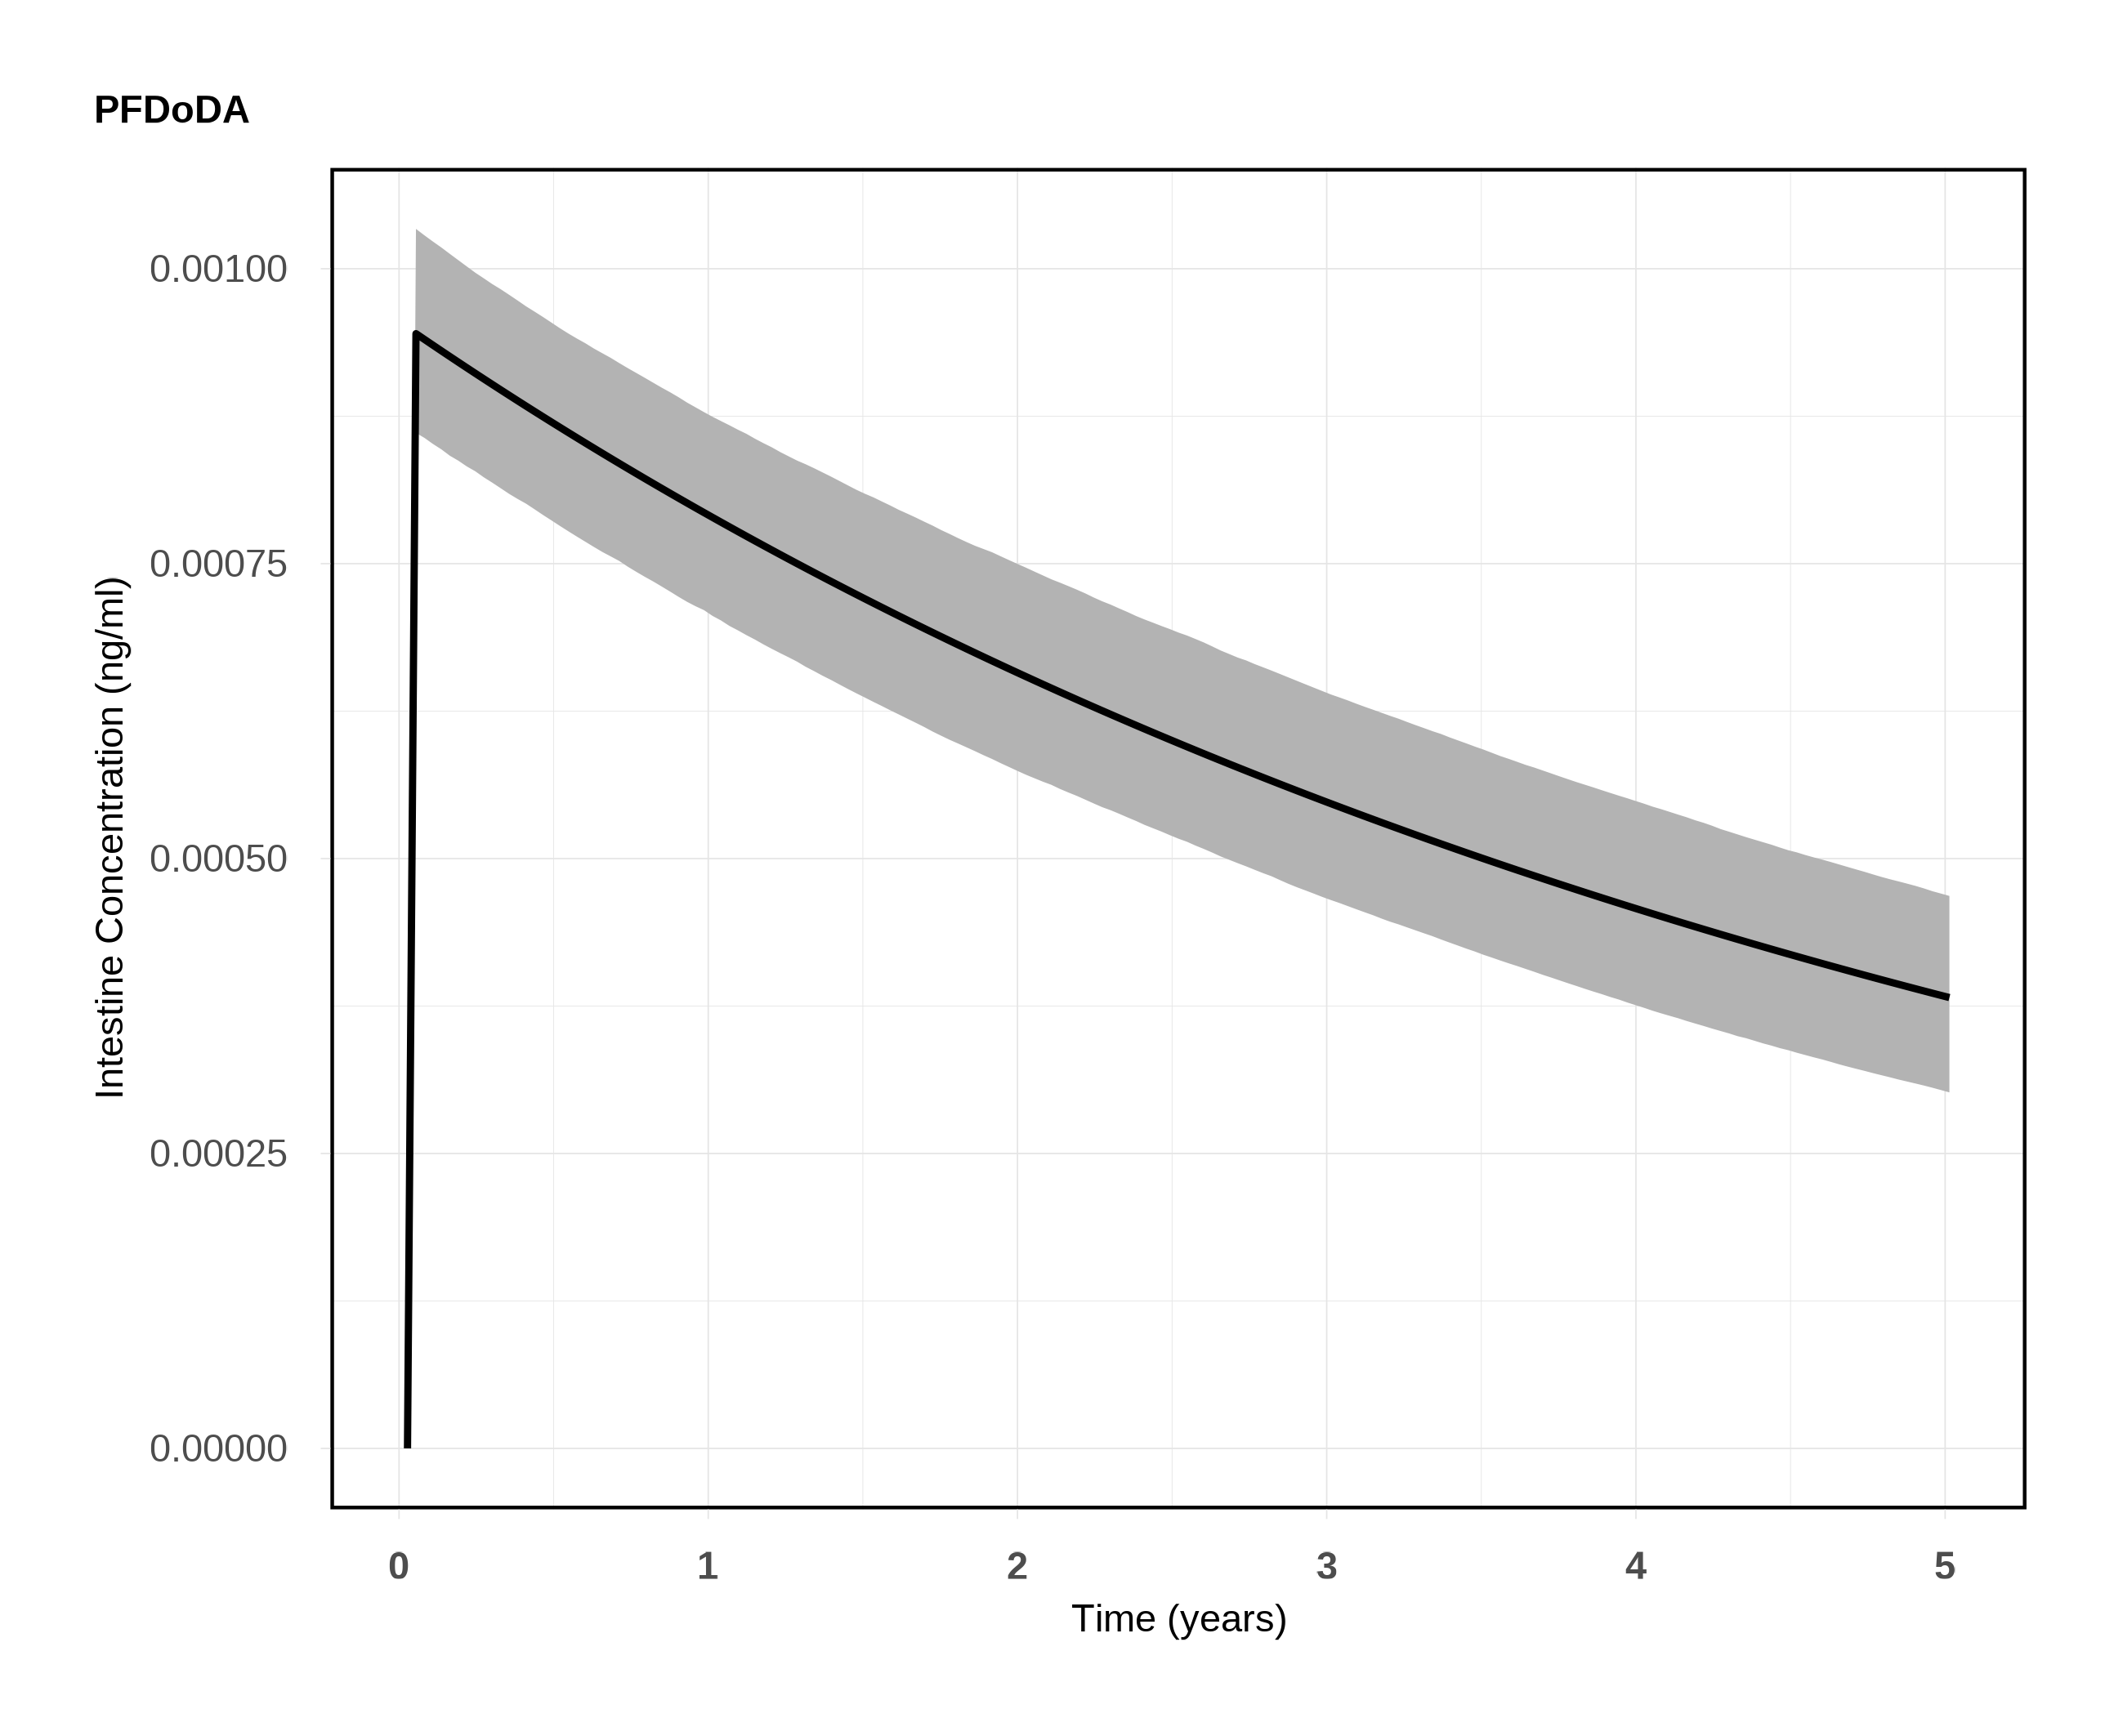 PFDoDA
Intestine Concentration (ng/ml)
0.00100
0.00075
0.00050
0.00025
0.00000
0 1 2 3 4 5
Time (years)